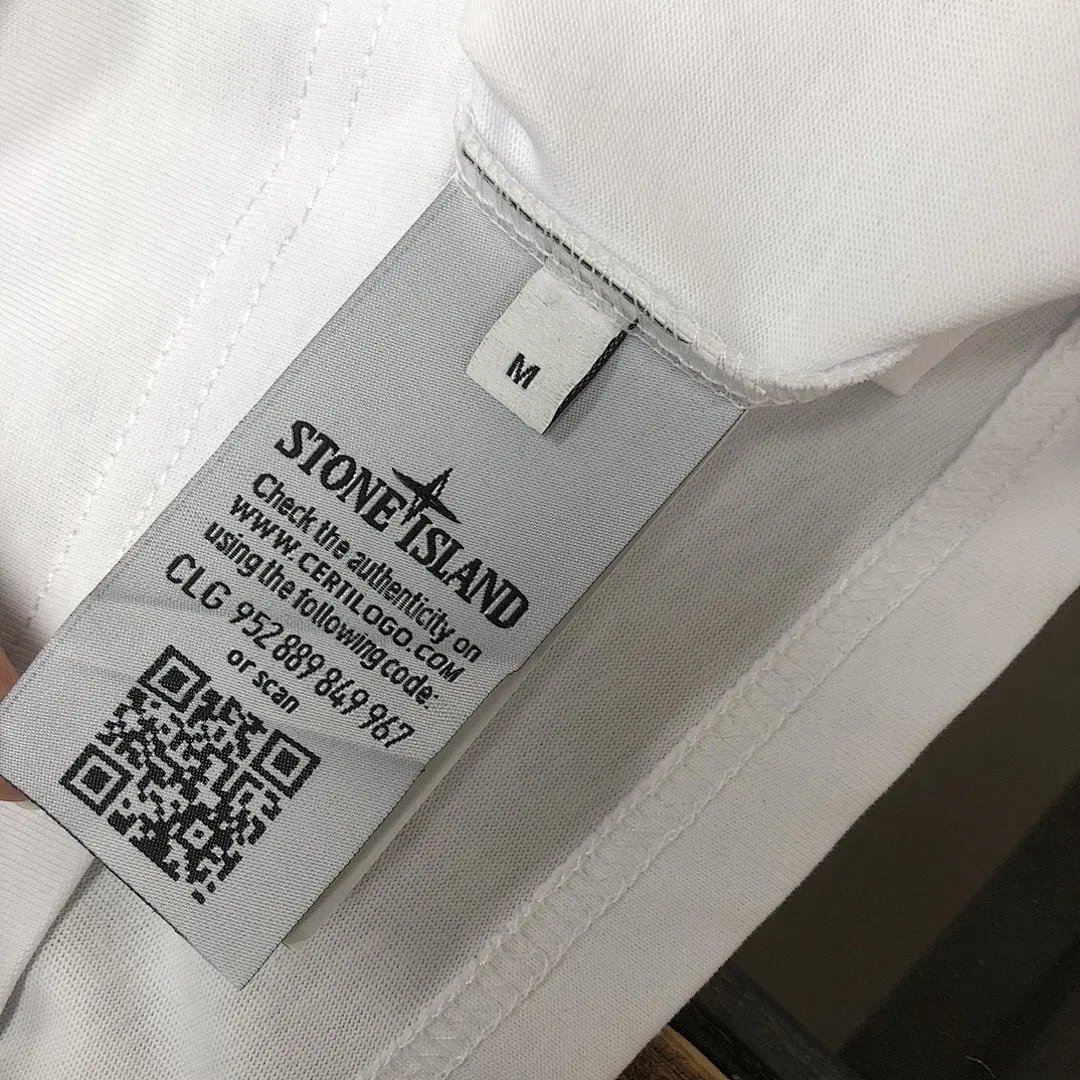 M
STONE ISLAND
Check the authenticity on
WWW.CERTILOGO.COM
using the following code:
CLG 952 889 849 967
or scan